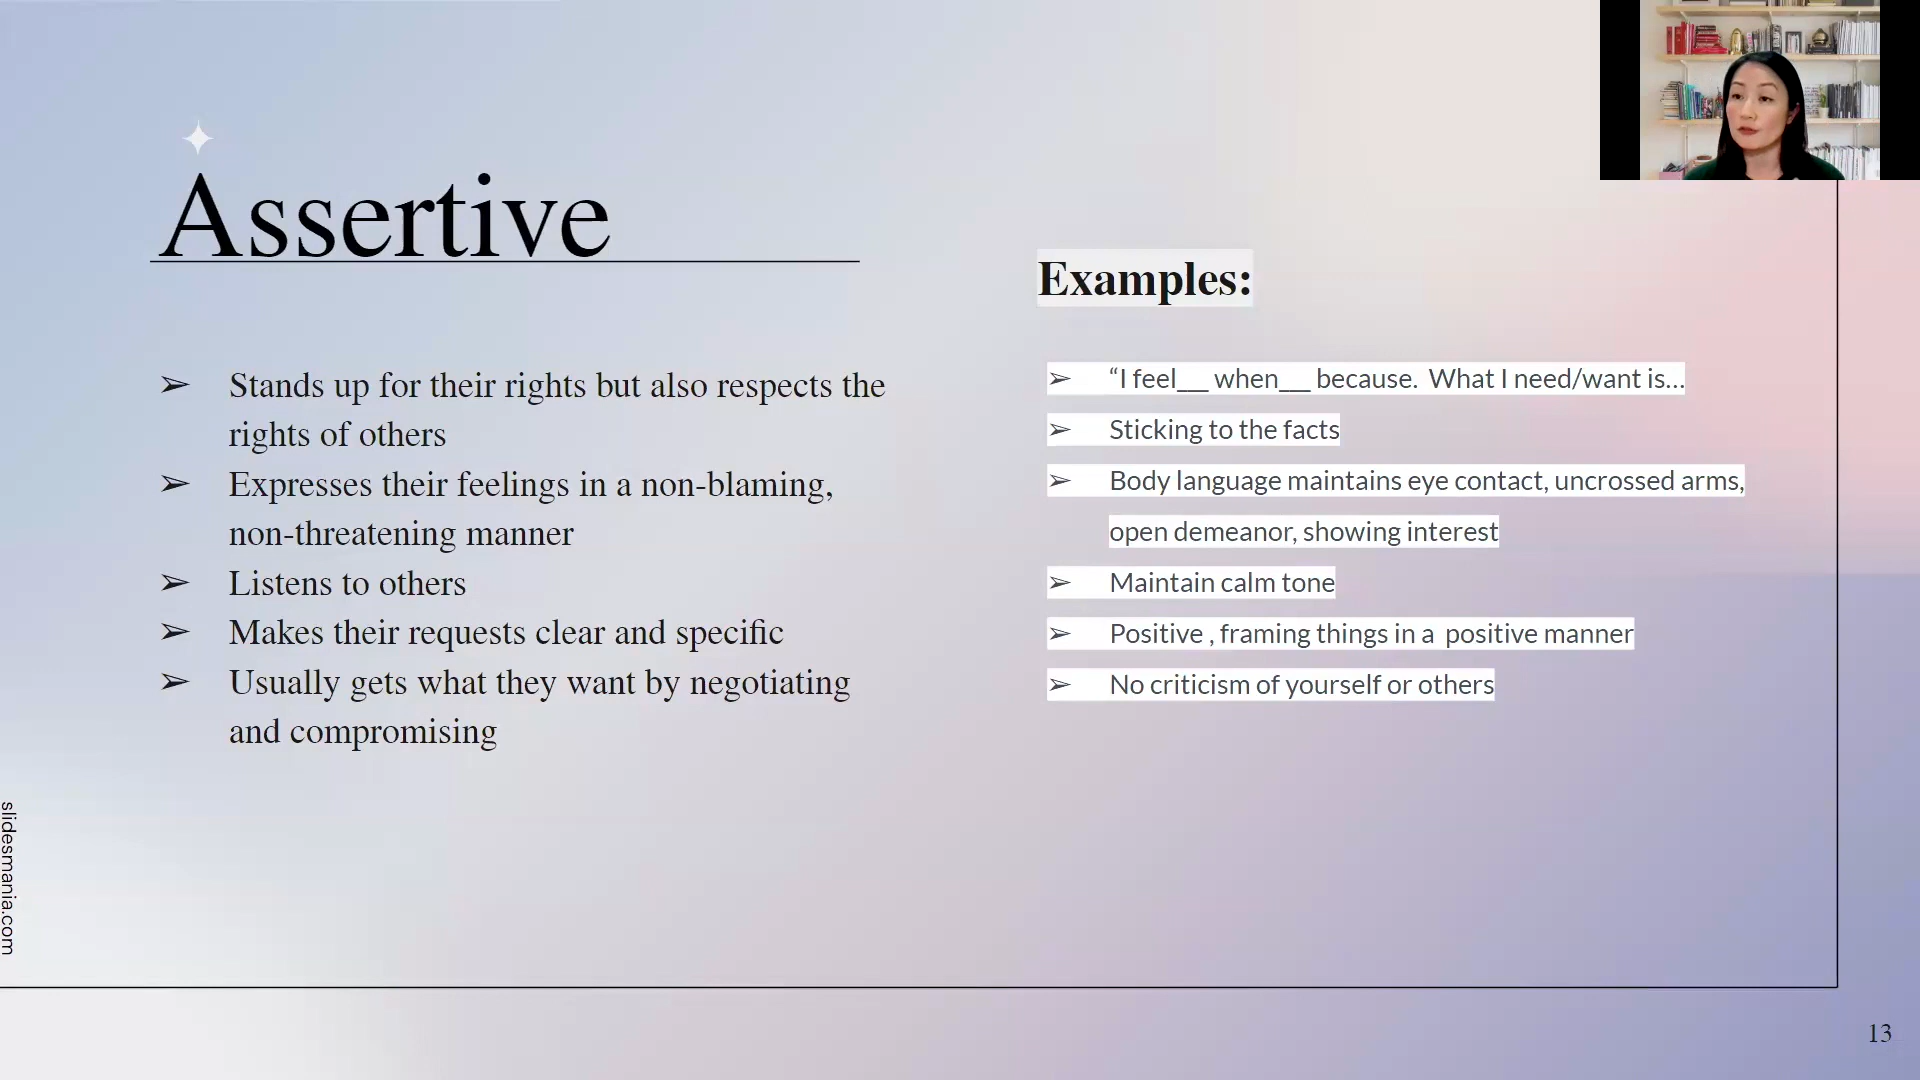 Assertive
➢ Stands up for their rights but also respects the
rights of others
➢ Expresses their feelings in a non-blaming,
non-threatening manner
➢ Listens to others
➢ Makes their requests clear and specific
➢ Usually gets what they want by negotiating
and compromising
Examples:
➢ “I feel__ when__ because. What I need/want is...
➢ Sticking to the facts
➢ Body language maintains eye contact, uncrossed arms,
open demeanor, showing interest
➢ Maintain calm tone
➢ Positive , framing things in a positive manner
➢ No criticism of yourself or others
slidesmania.com
13